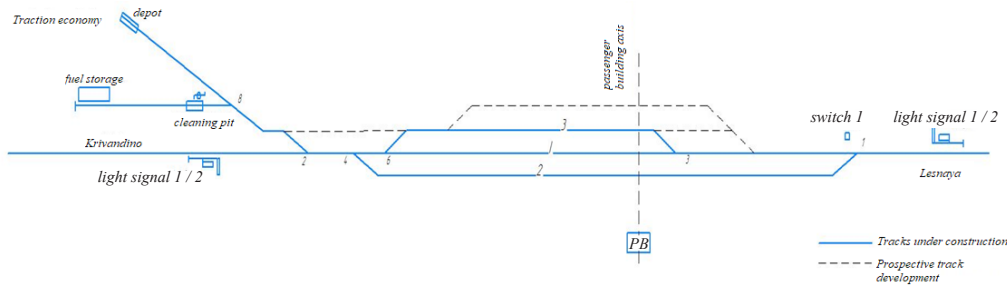 depot
Traction economy
passenger
building axis
fuel storage
8
cleaning pit
switch 1
light signal 1 / 2
3
Krivandino
1
1
2
4
6
3
light signal 1 / 2
2
Lesnaya
PB
Tracks under construction
Prospective track
development